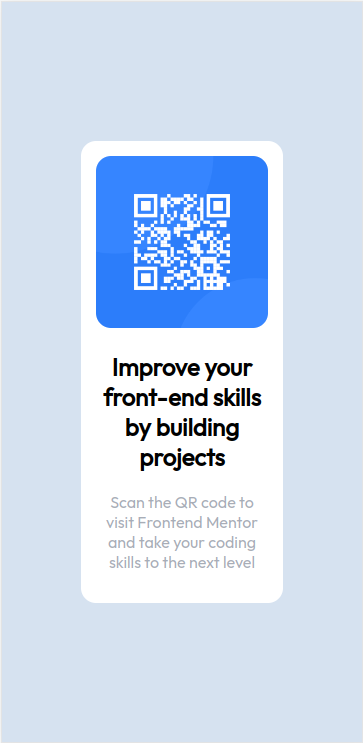 Improve your
front-end skills
by building
projects
Scan the QR code to
visit Frontend Mentor
and take your coding
skills to the next level